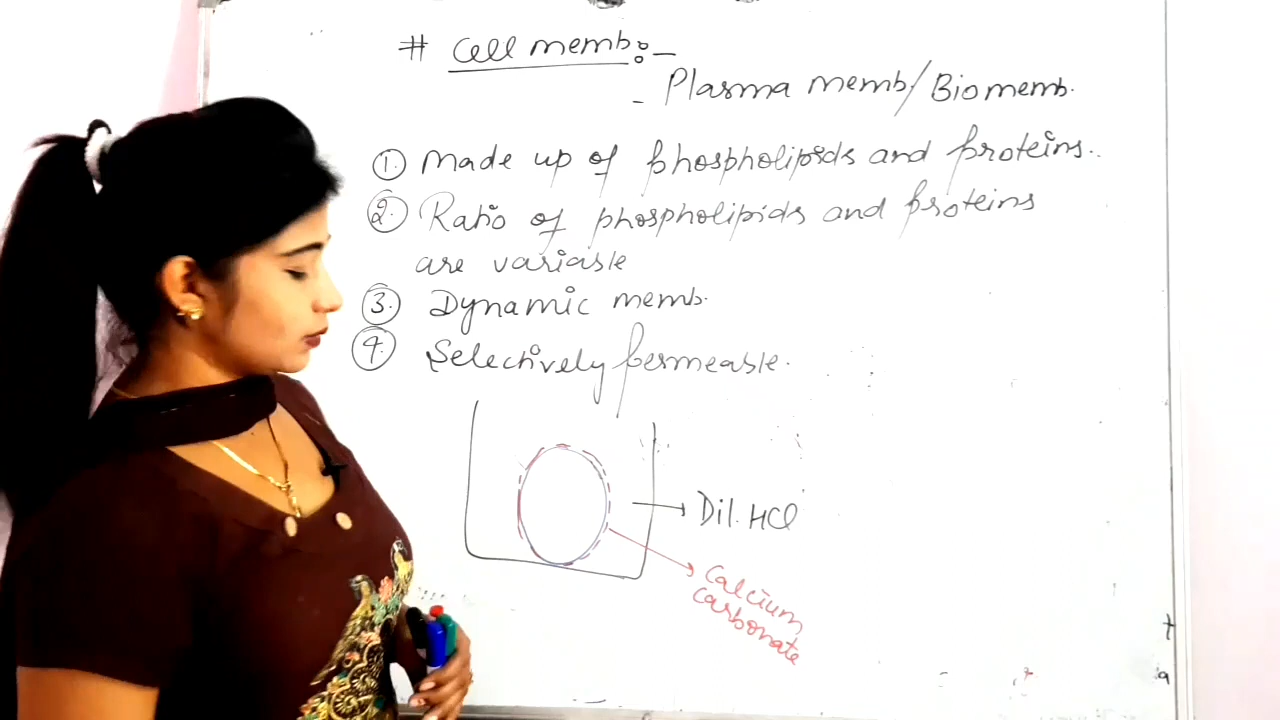 # Cell memb:-
- Plasma memb/Biomemb.
1. Made up of phospholipids and proteins..
2. Ratio of phospholipids and proteins
are variable
3. Dynamic memb.
4. Selectively permeable.
Dil. HCl
Calcium
Carbonate